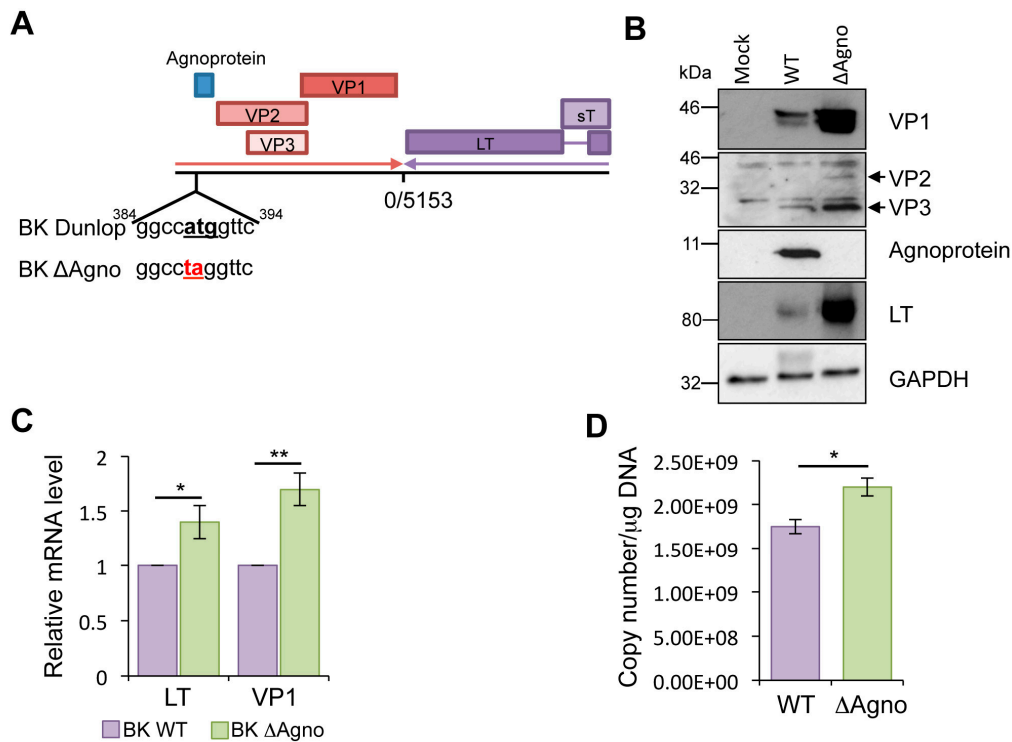 A
Agnoprotein
VP1
VP2
VP3
sT
LT
0/5153
384 394
BK Dunlop ggccatggttc
BK ΔAgno ggcctaggttc
B
kDa Mock WT ΔAgno
46 VP1
46
VP2
32
VP3
11 Agnoprotein
LT
80
32 GAPDH
C
Relative mRNA level
2
1.5
1
0.5
0
* **
LT VP1
BK WT BK ΔAgno
D
Copy number/μg DNA
2.50E+09
2.00E+09
1.50E+09
1.00E+09
5.00E+08
0.00E+00
*
WT ΔAgno